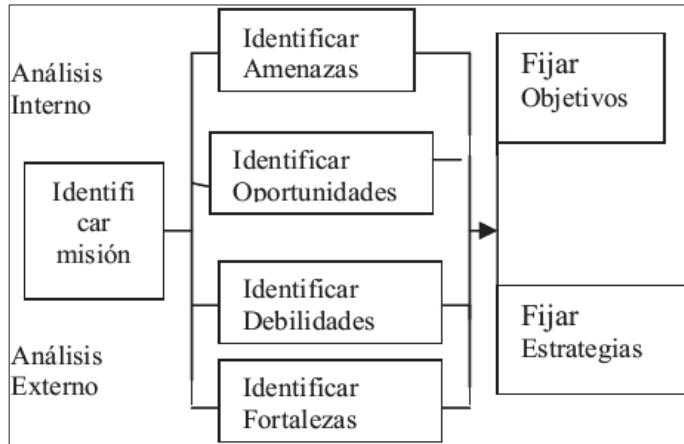 Análisis
Interno
Identifi
car
misión
Análisis
Externo
Identificar
Amenazas
Identificar
Oportunidades
Identificar
Debilidades
Identificar
Fortalezas
Fijar
Objetivos
Fijar
Estrategias